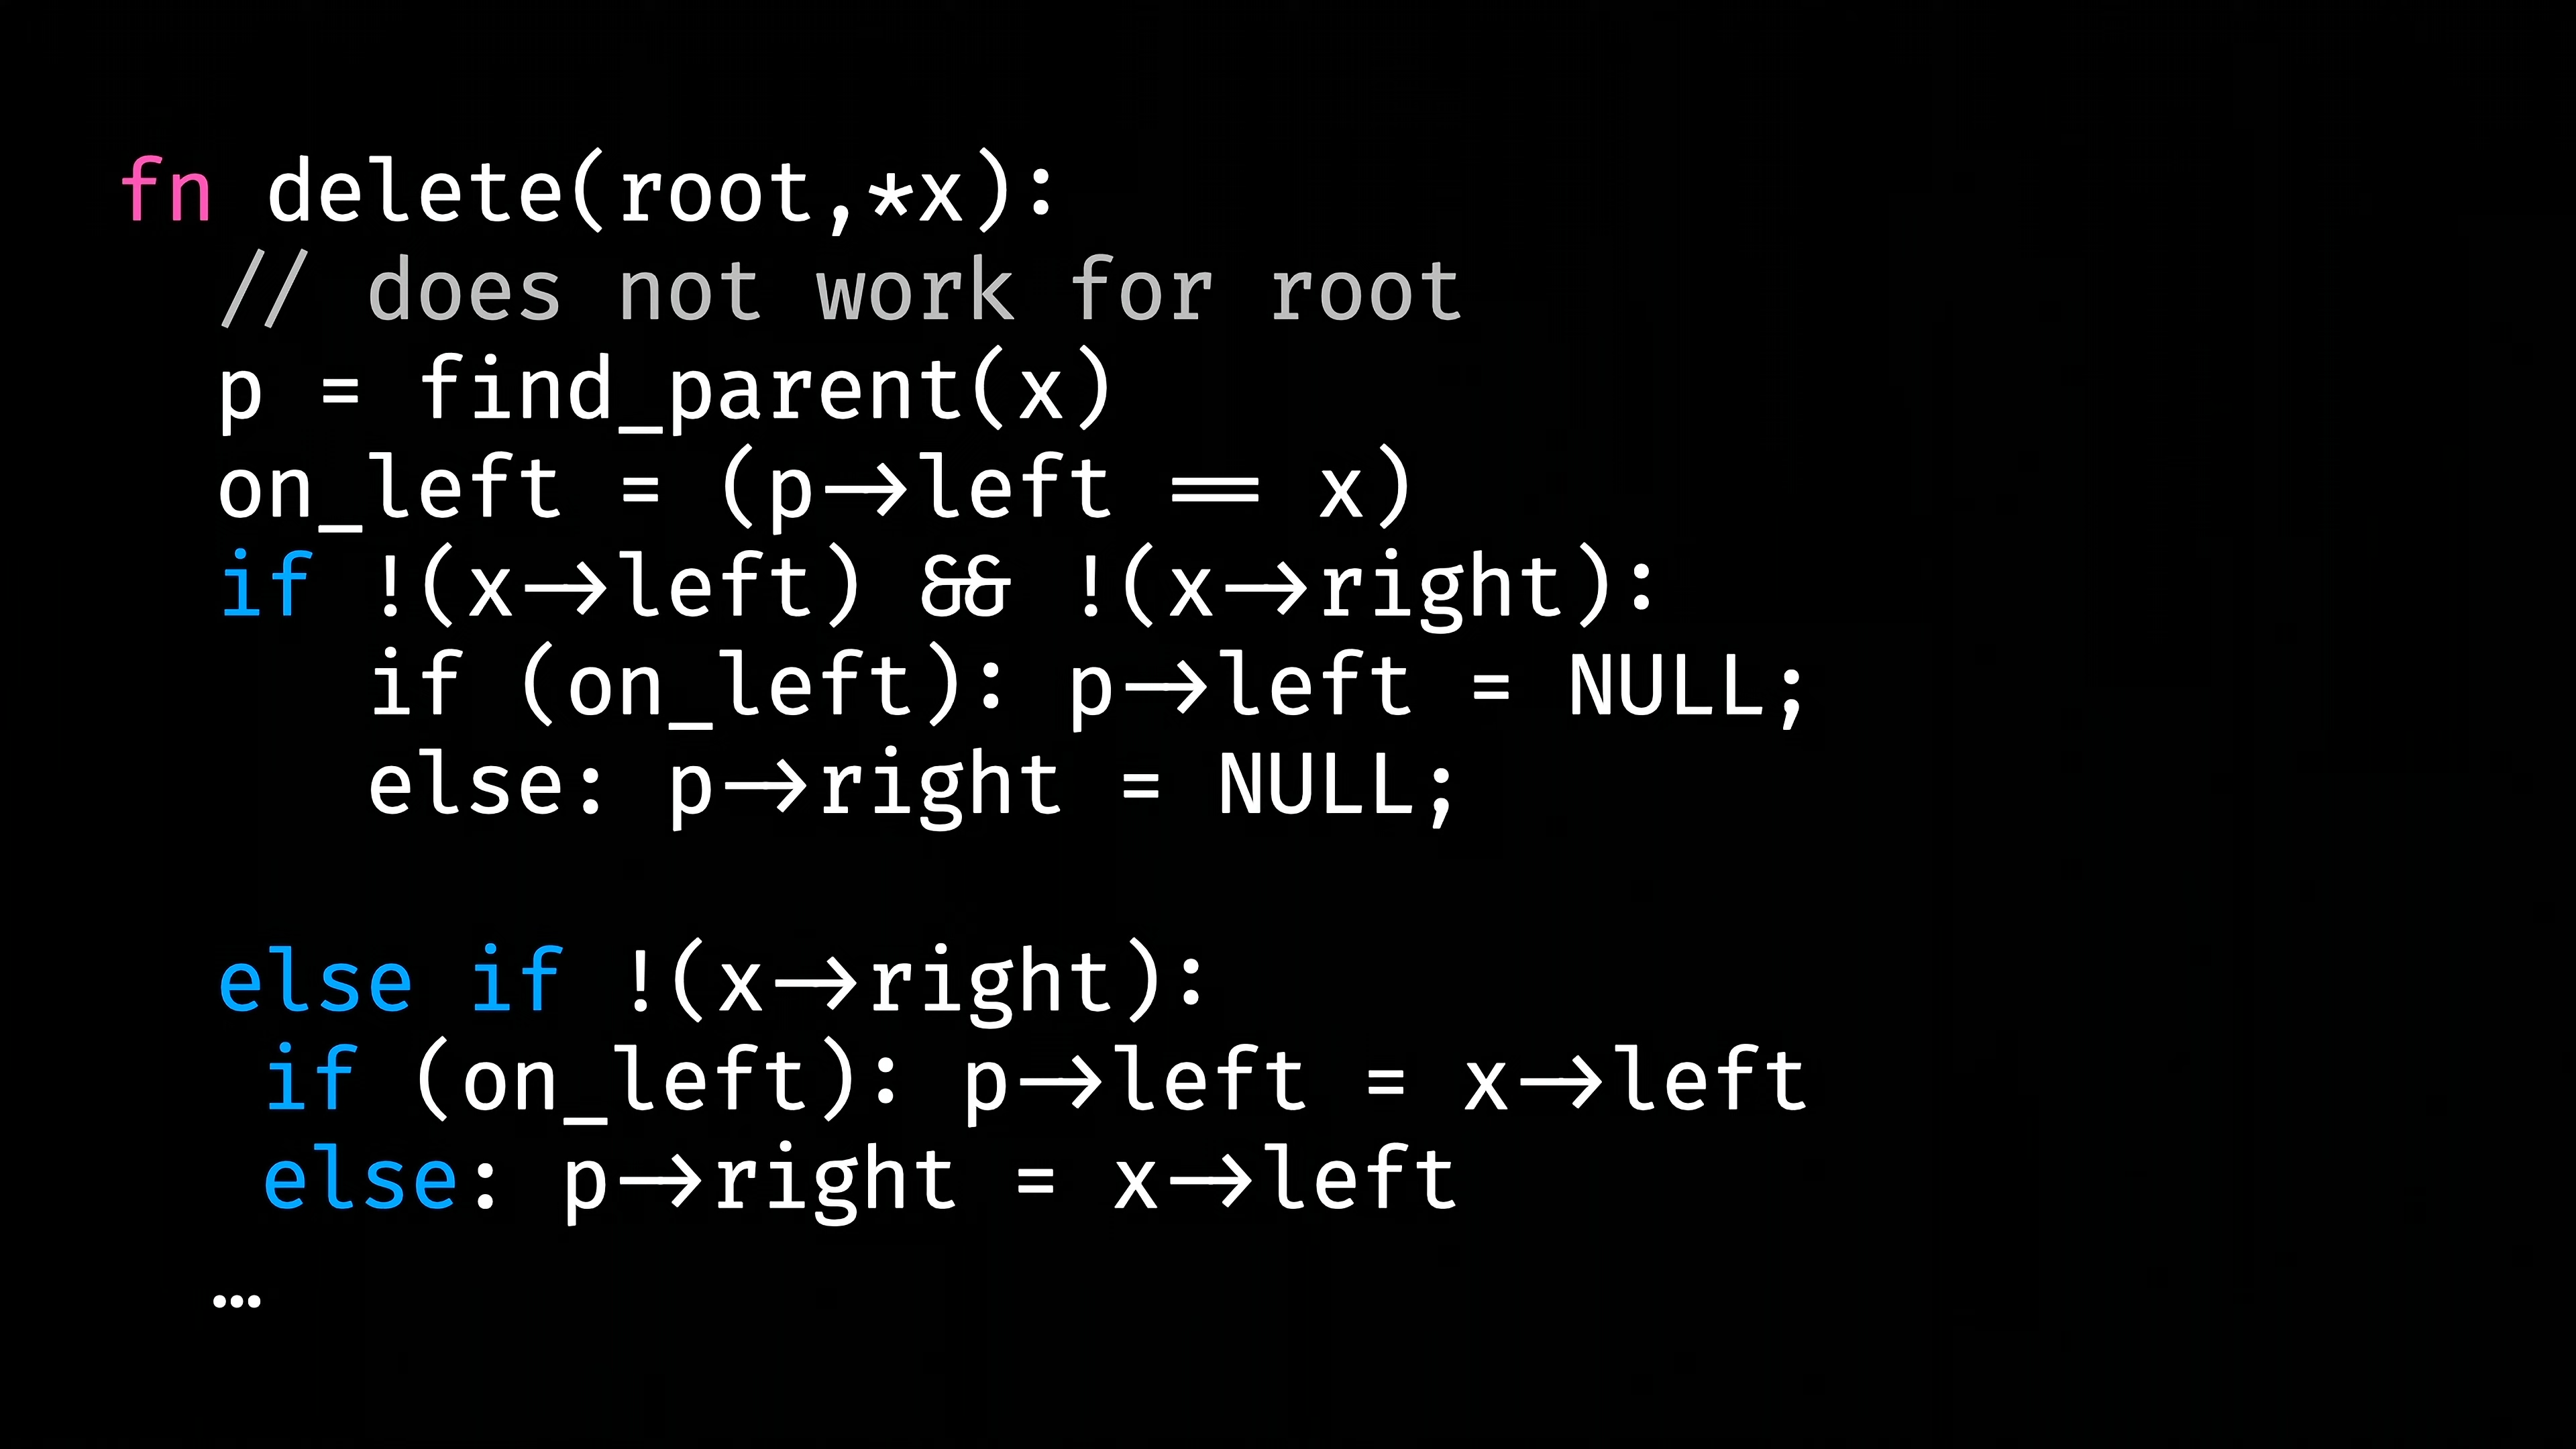 fn delete(root,*x):
// does not work for root
p = find_parent(x)
on_left = (p->left == x)
if !(x->left) && !(x->right):
if (on_left): p->left = NULL;
else: p->right = NULL;
else if !(x->right):
if (on_left): p->left = x->left
else: p->right = x->left
…